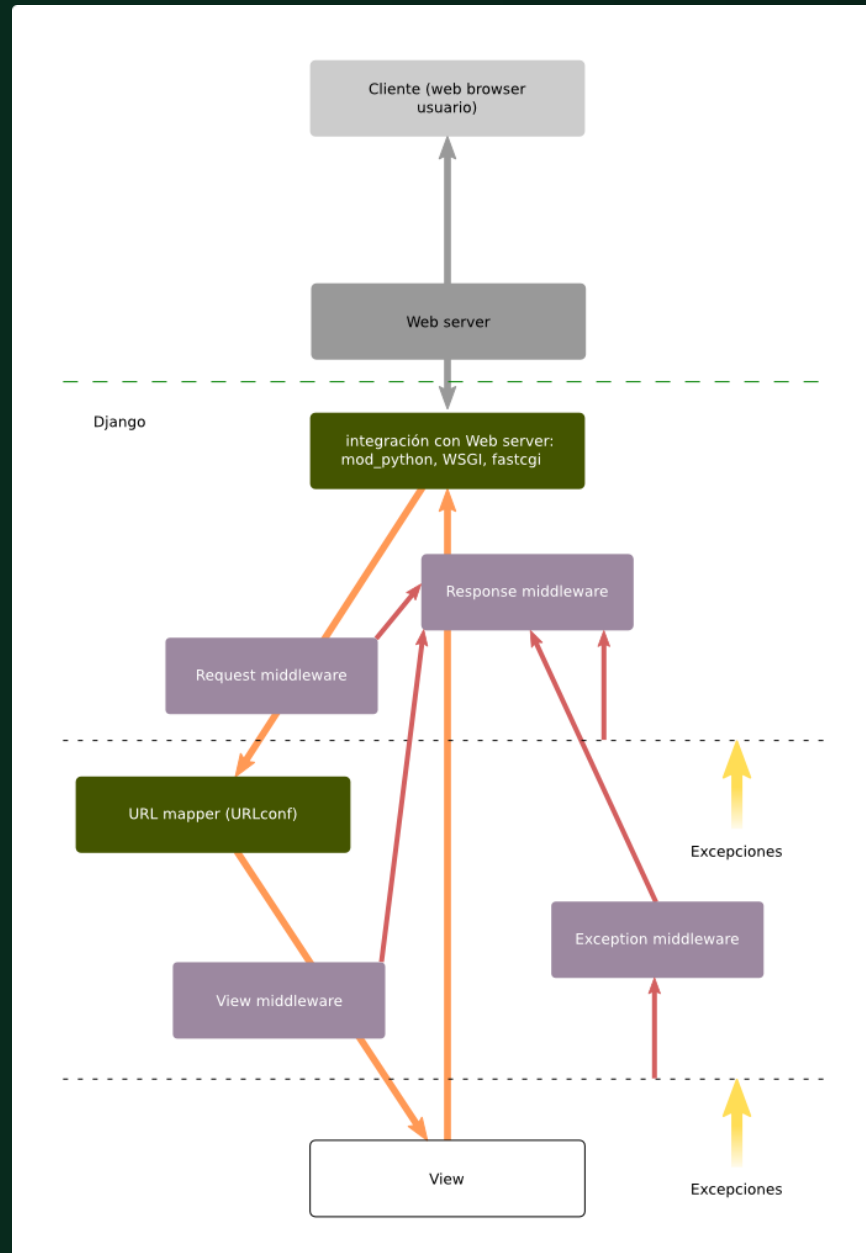 Cliente (web browser
usuario)
Web server
Django
integración con Web server:
mod_python, WSGI, fastcgi
Response middleware
Request middleware
URL mapper (URLconf)
Excepciones
Exception middleware
View middleware
View
Excepciones